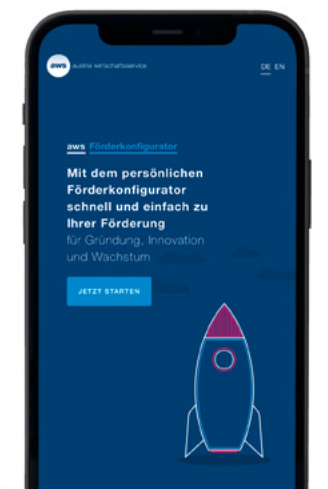 aws austria wirtschaftsservice
DE EN
aws Förderkonfigurator
Mit dem persönlichen
Förderkonfigurator
schnell und einfach zu
Ihrer Förderung
für Gründung, Innovation
und Wachstum
JETZT STARTEN